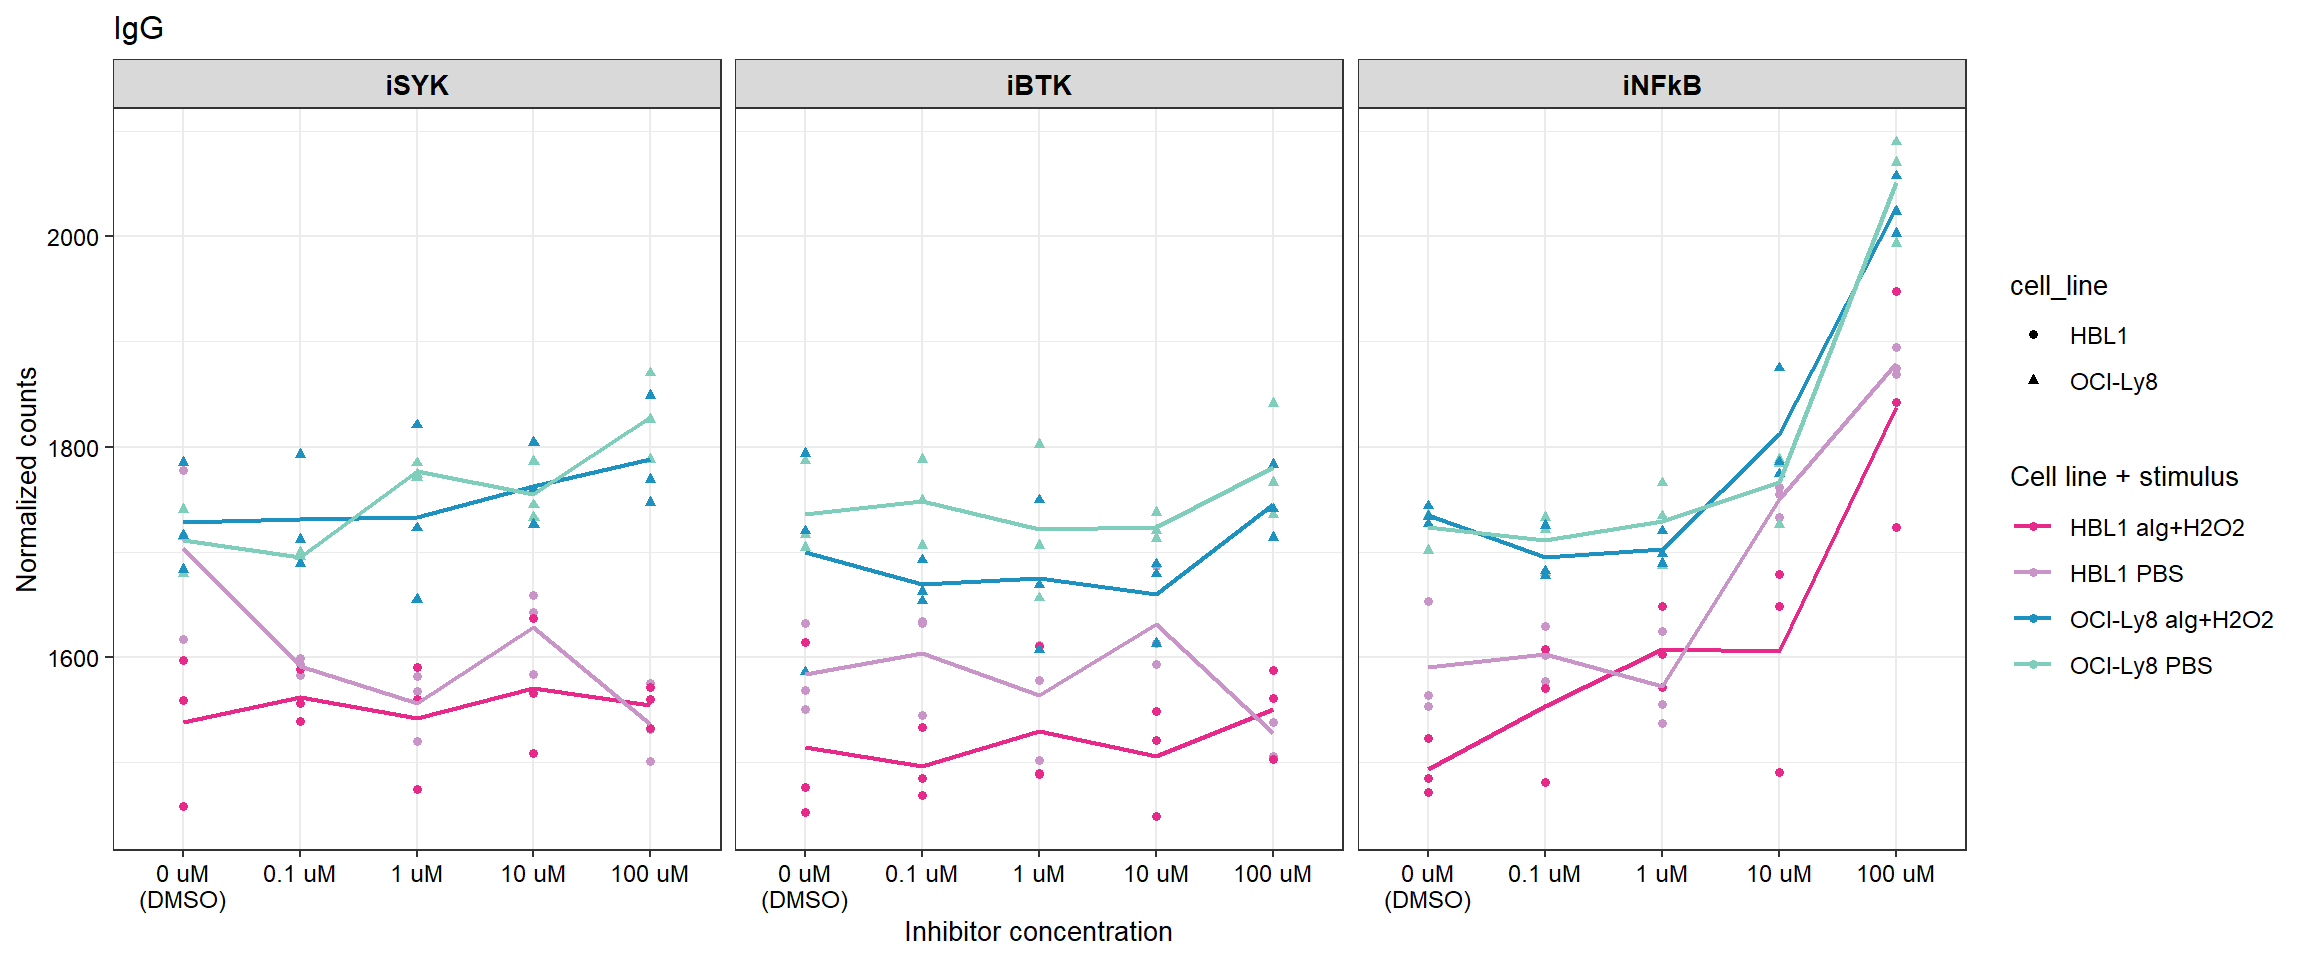 IgG
iSYK
iBTK
iNFkB
Normalized counts
2000
1800
1600
0 uM
(DMSO)
0.1 uM
1 uM
10 uM
100 uM
0 uM
(DMSO)
0.1 uM
1 uM
10 uM
100 uM
0 uM
(DMSO)
0.1 uM
1 uM
10 uM
100 uM
Inhibitor concentration
cell_line
HBL1
OCI-Ly8
Cell line + stimulus
HBL1 aIg+H2O2
HBL1 PBS
OCI-Ly8 aIg+H2O2
OCI-Ly8 PBS